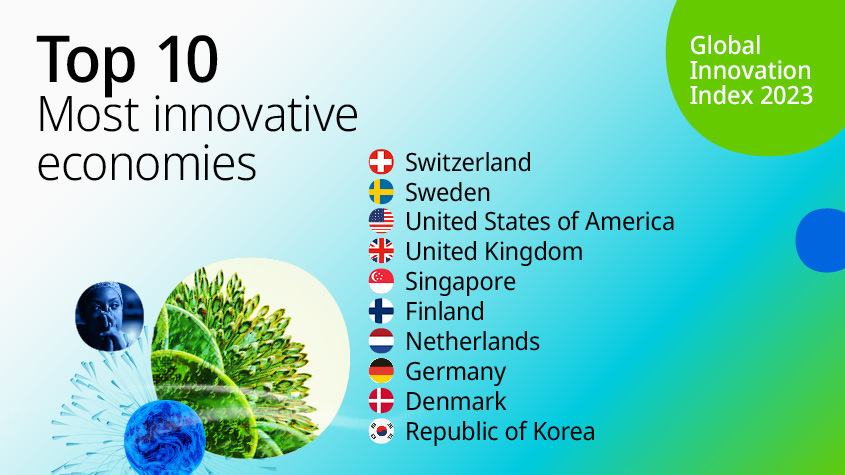 Top 10
Most innovative
economies
Global
Innovation
Index 2023
Switzerland
Sweden
United States of America
United Kingdom
Singapore
Finland
Netherlands
Germany
Denmark
Republic of Korea